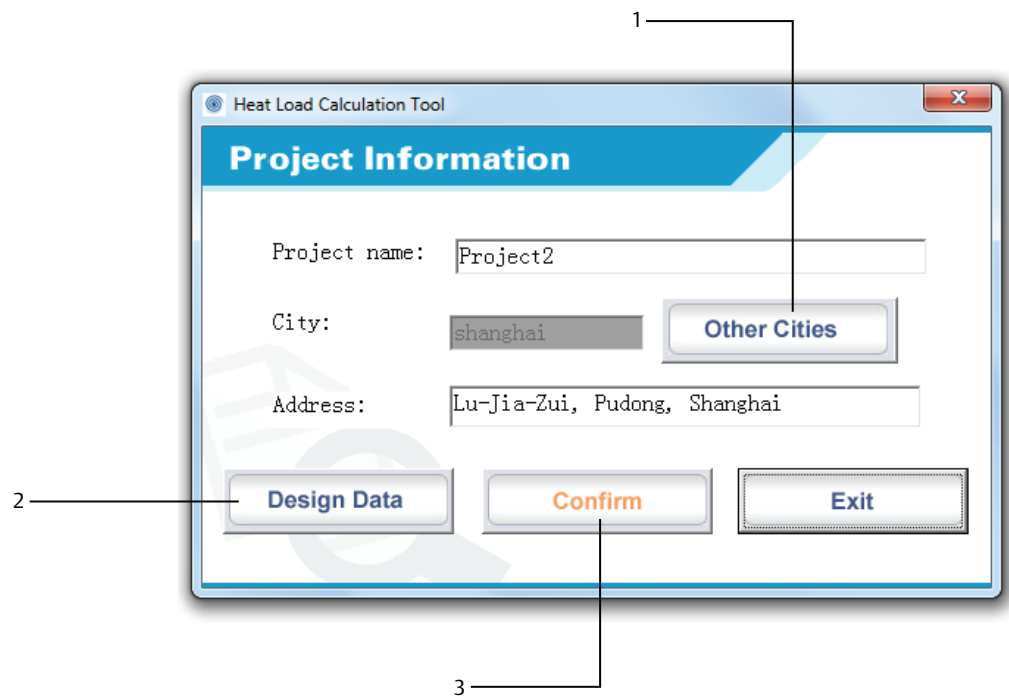 1
Heat Load Calculation Tool
Project Information
Project name: Project2
City: shanghai Other Cities
Address: Lu-Jia-Zui, Pudong, Shanghai
2 Design Data Confirm Exit
3